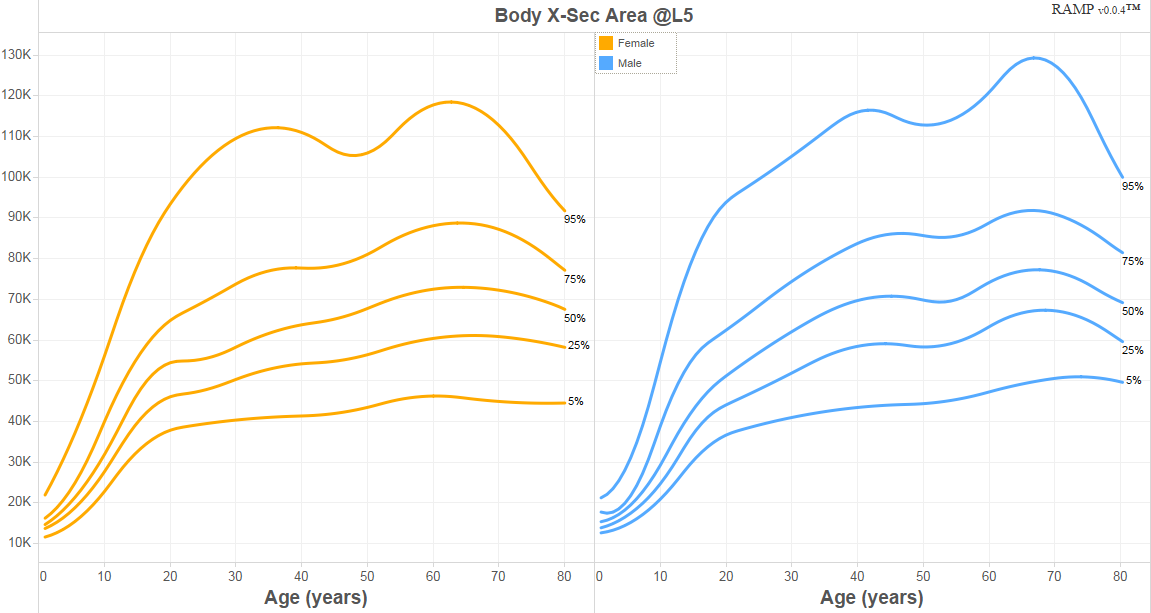 Body X-Sec Area @L5
RAMP v0.0.4™
Female
Male
130K
120K
110K
100K
90K
80K
70K
60K
50K
40K
30K
20K
10K
95%
75%
50%
25%
5%
95%
75%
50%
25%
5%
0 10 20 30 40 50 60 70 80
0 10 20 30 40 50 60 70 80
Age (years)
Age (years)